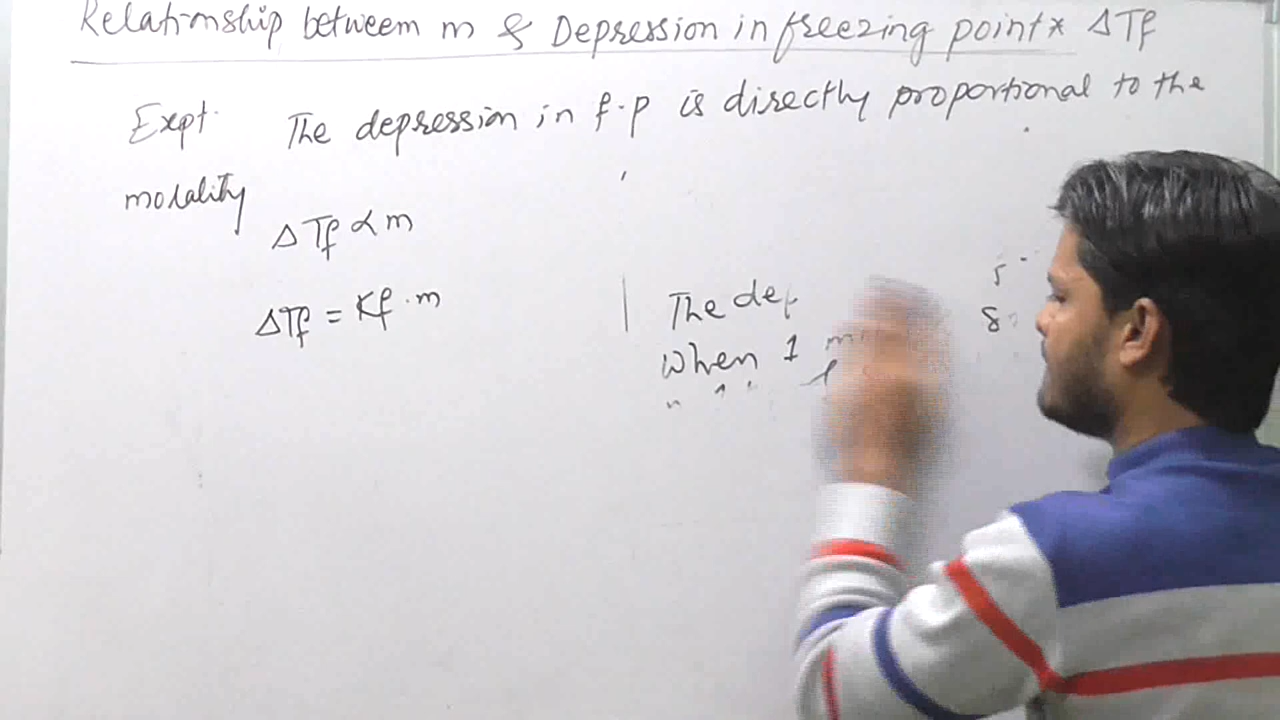 Relationship betweem m & Depression in freezing point * ΔTf
Expt. The depression in f.p is directly proportional to the
molality
ΔTf ∝ m
ΔTf = Kf . m
The dep
When 1